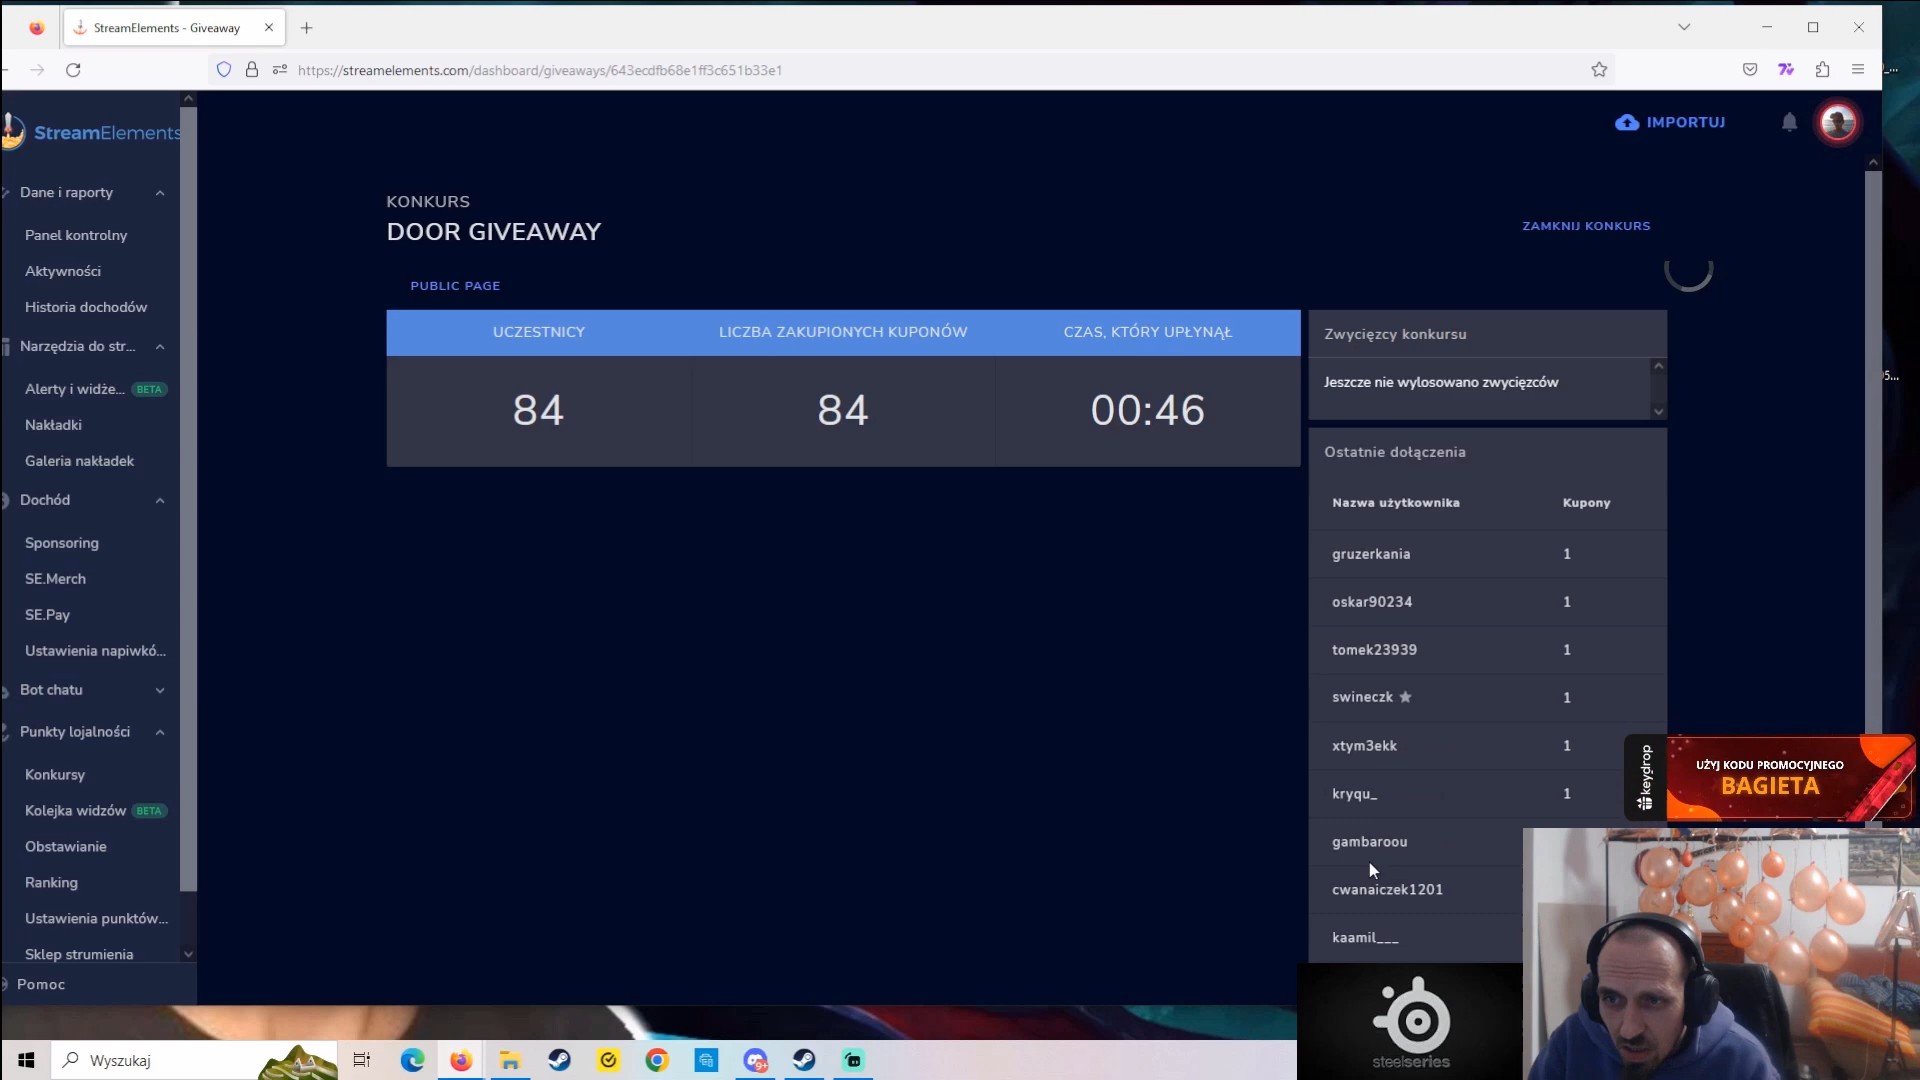 StreamElements - Giveaway
https://streamelements.com/dashboard/giveaways/643ecdfb68e1ff3c651b33e1
StreamElements
IMPORTUJ
Dane i raporty
Panel kontrolny
Aktywności
Historia dochodów
Narzędzia do str...
Alerty i widże... BETA
Nakładki
Galeria nakładek
Dochód
Sponsoring
SE.Merch
SE.Pay
Ustawienia napiwkó...
Bot chatu
Punkty lojalności
Konkursy
Kolejka widzów BETA
Obstawianie
Ranking
Ustawienia punktów...
Sklep strumienia
Pomoc
KONKURS
DOOR GIVEAWAY
ZAMKNIJ KONKURS
PUBLIC PAGE
UCZESTNICY LICZBA ZAKUPIONYCH KUPONÓW CZAS, KTÓRY UPŁYNĄŁ
84 84 00:46
Zwycięzcy konkursu
Jeszcze nie wylosowano zwycięzców
Ostatnie dołączenia
Nazwa użytkownika Kupony
gruzerkania 1
oskar90234 1
tomek23939 1
swineczk 1
xtym3ekk 1
kryqu_ 1
gambaroou
cwanaiczek1201
kaamil___
keydrop
UŻYJ KODU PROMOCYJNEGO
BAGIETA
steelseries
Wyszukaj
9+